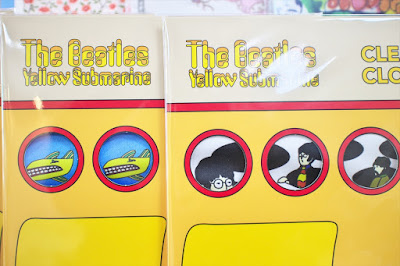 The Beatles
Yellow Submarine
The Beatles
Yellow Submarine
CLE
CLO